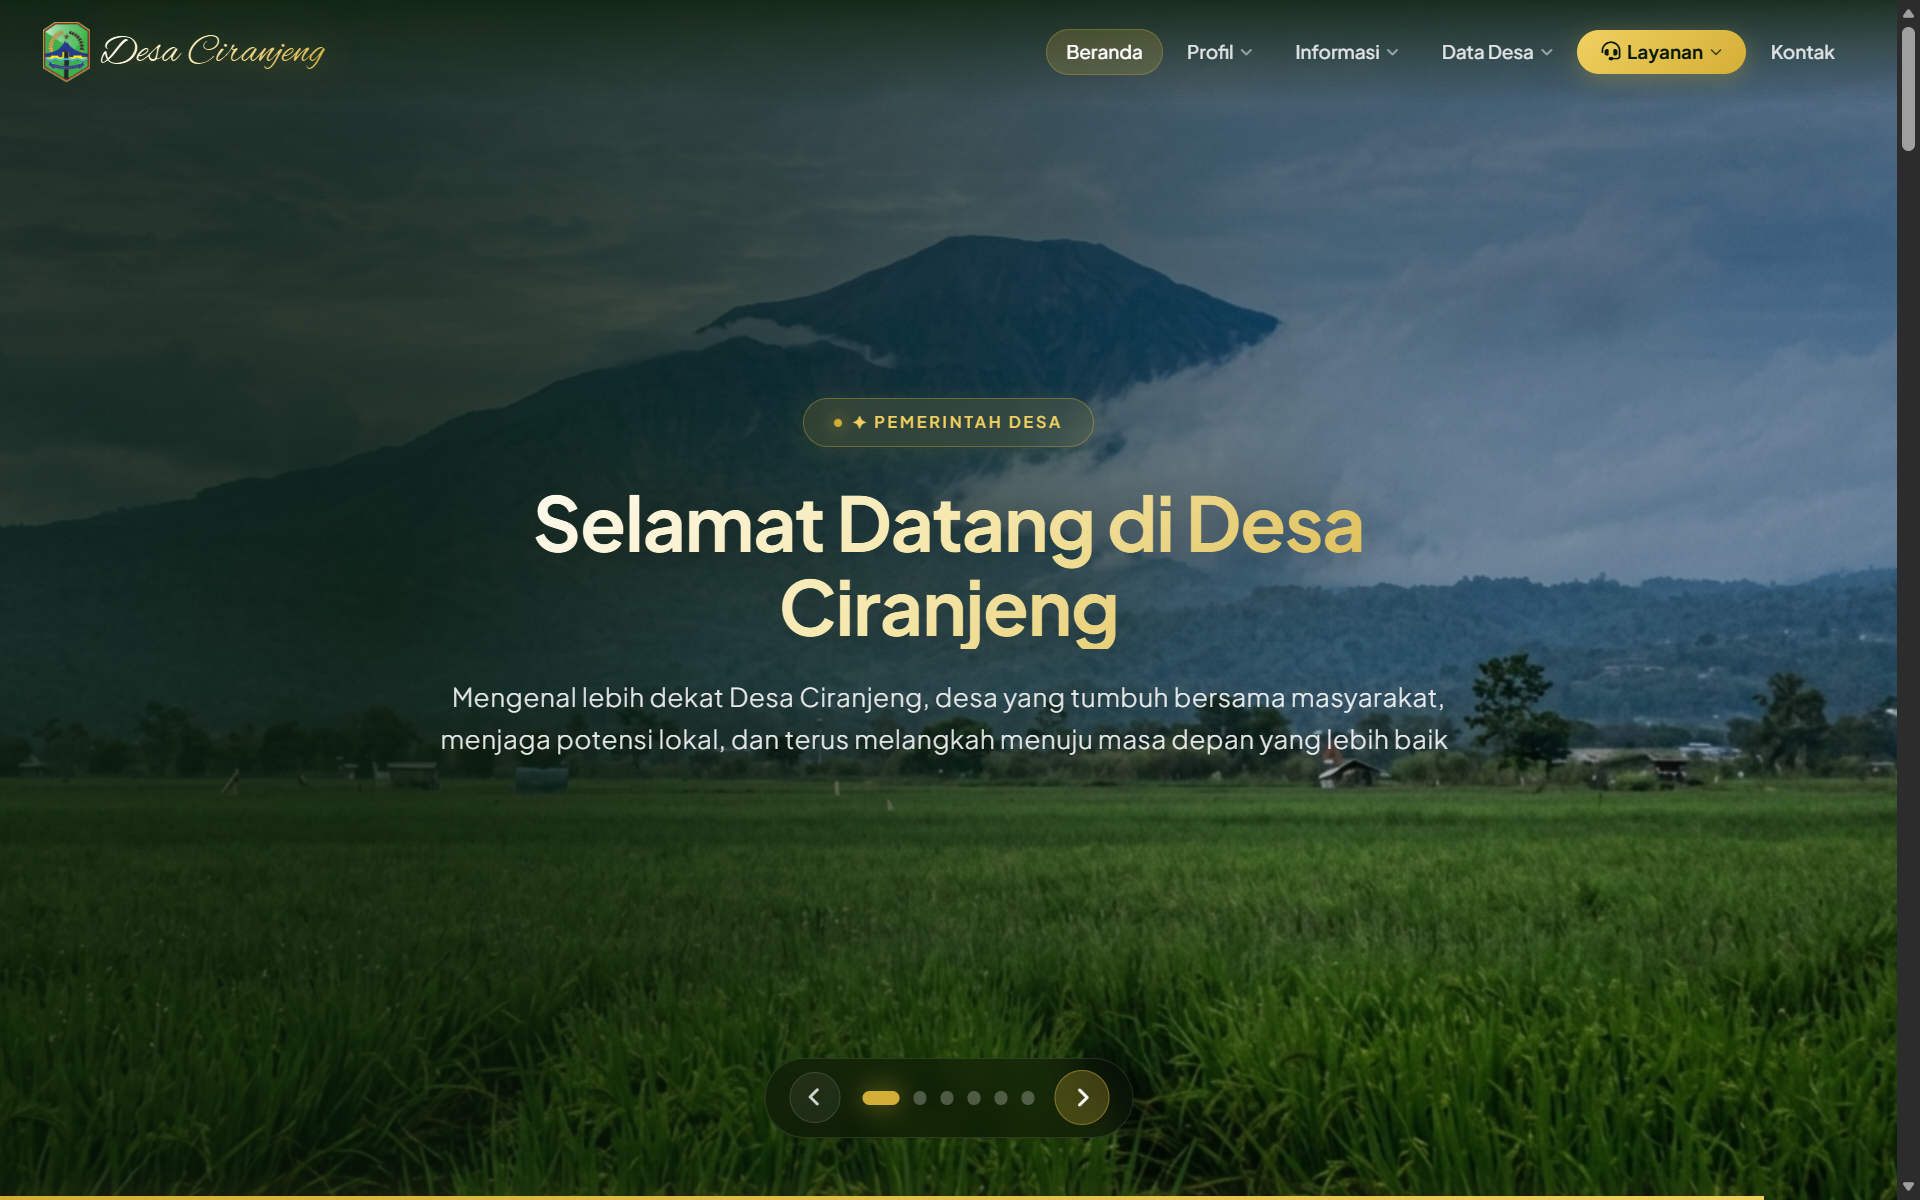 Desa Ciranjeng
Beranda
Profil
Informasi
Data Desa
Layanan
Kontak
✦ PEMERINTAH DESA
Selamat Datang di Desa
Ciranjeng
Mengenal lebih dekat Desa Ciranjeng, desa yang tumbuh bersama masyarakat,
menjaga potensi lokal, dan terus melangkah menuju masa depan yang lebih baik